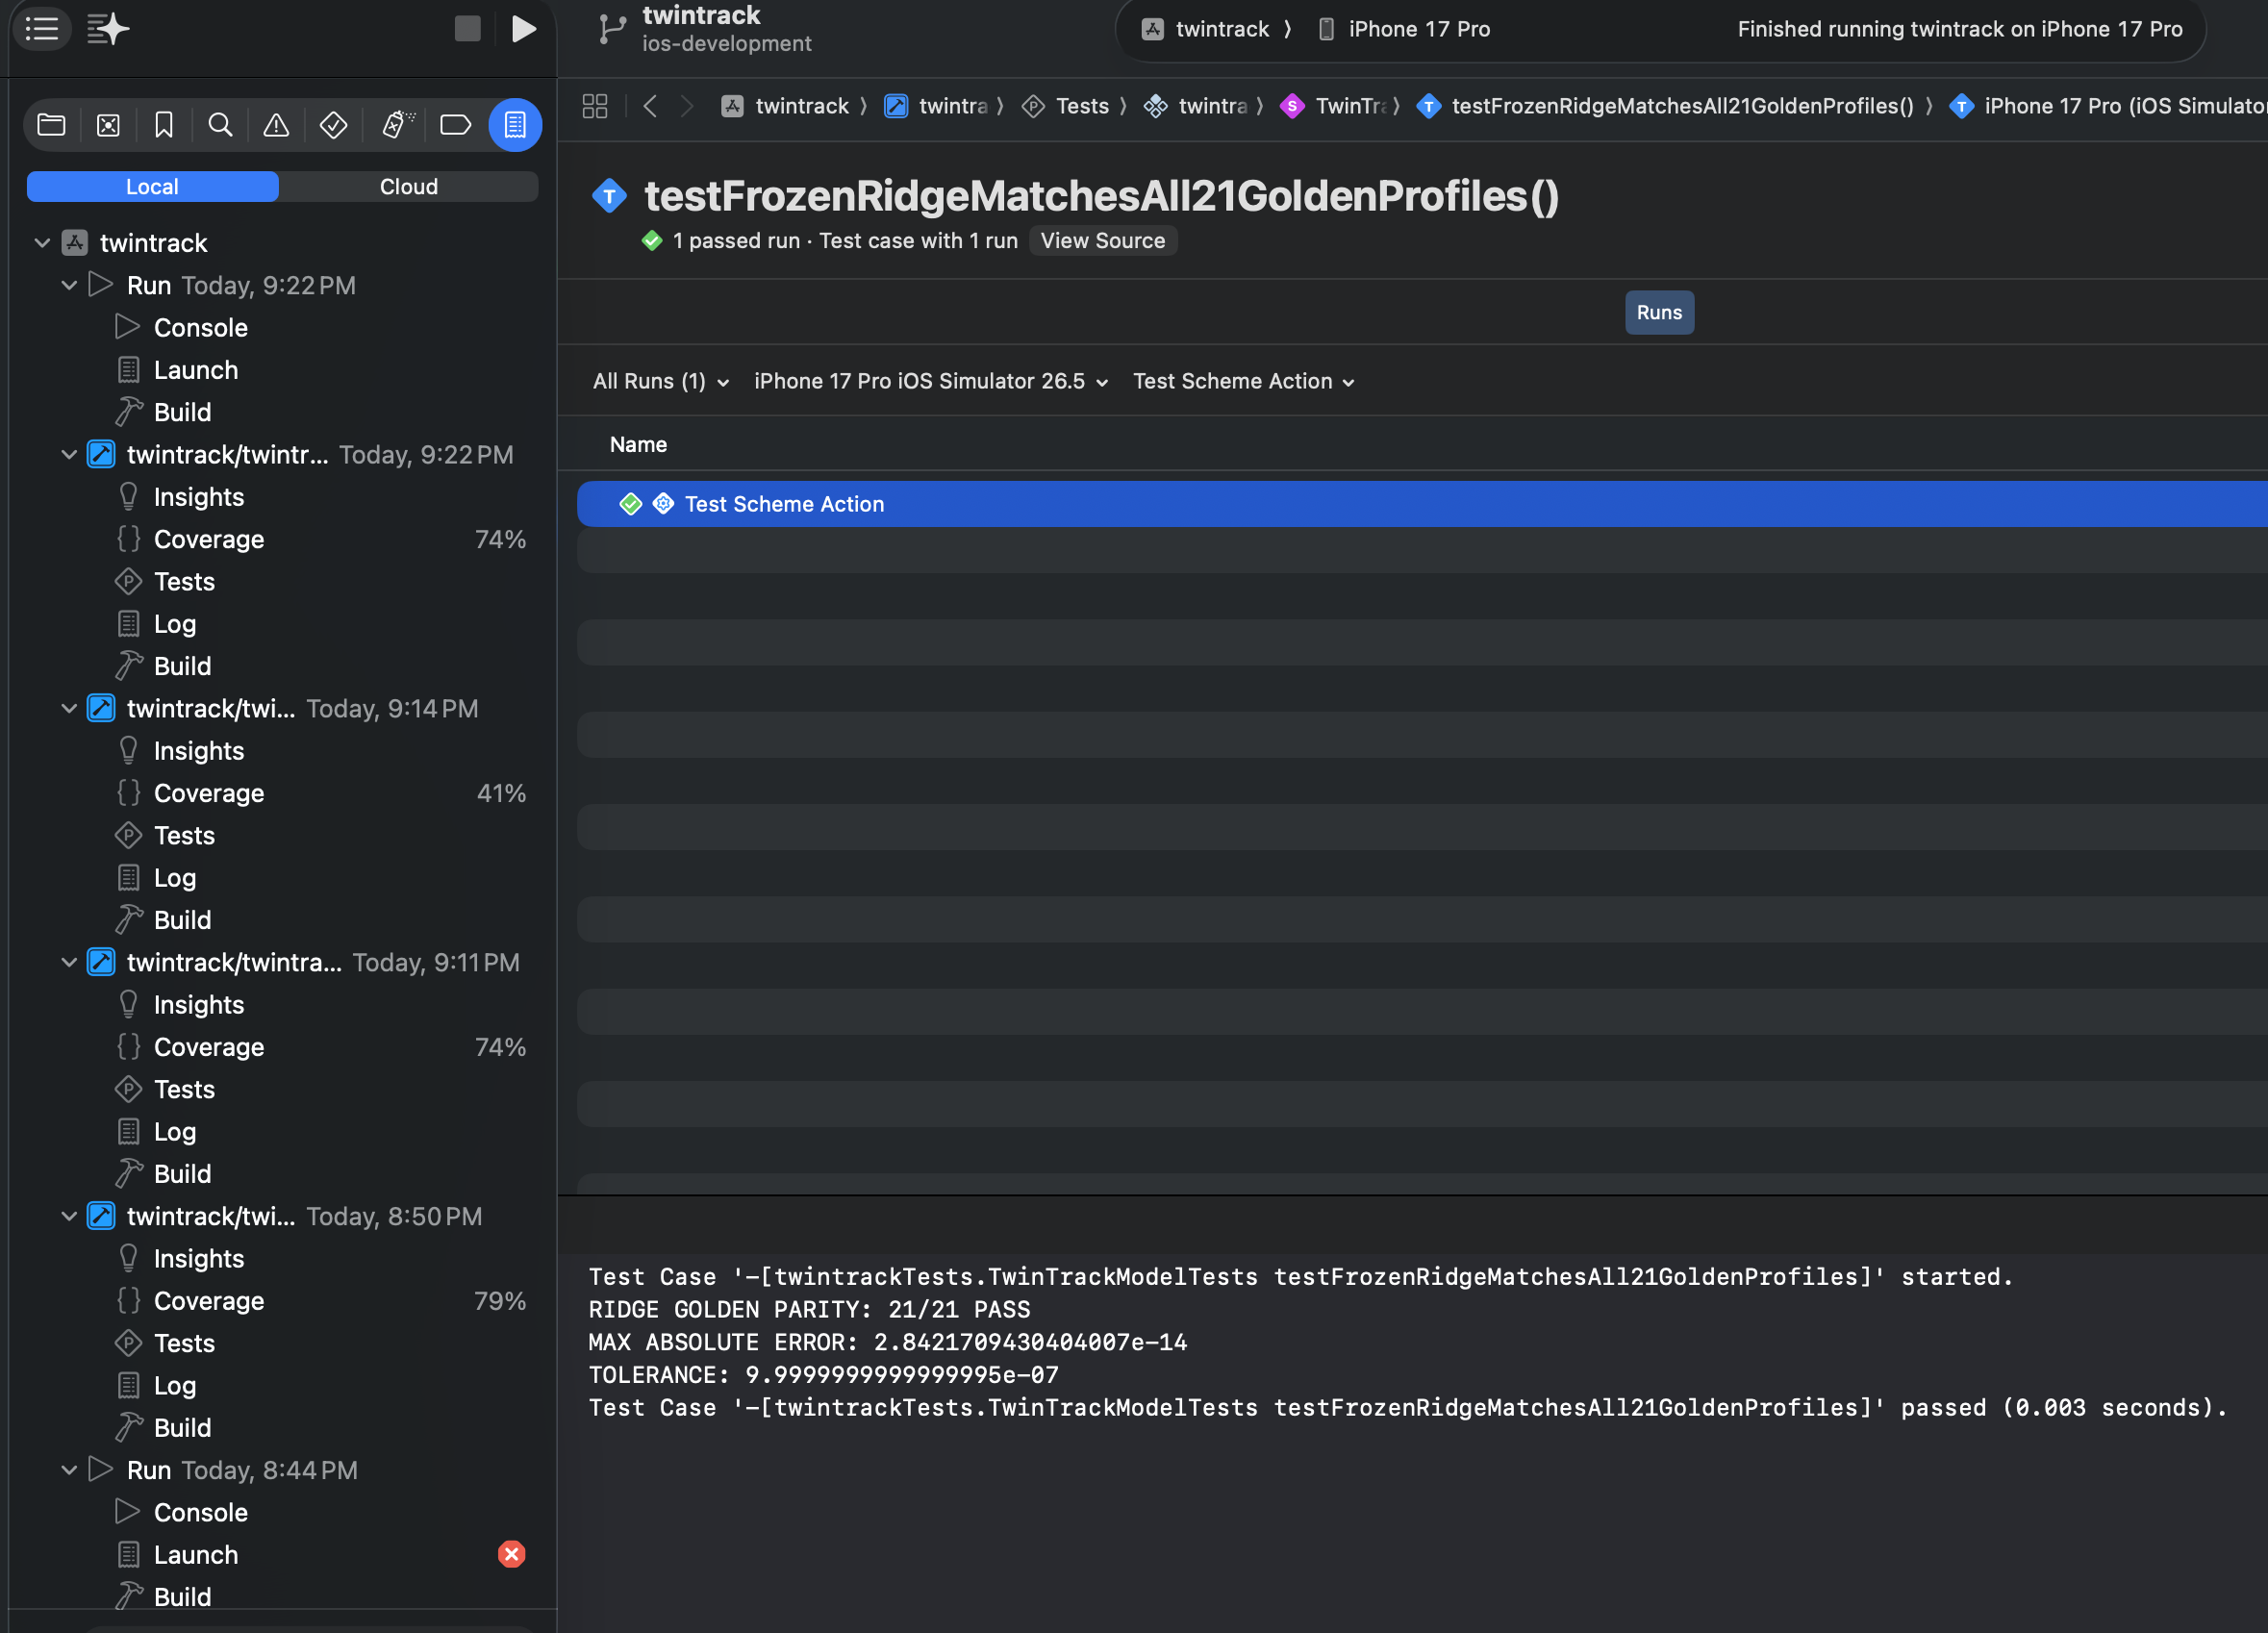 twintrack
ios-development
twintrack
iPhone 17 Pro
Finished running twintrack on iPhone 17 Pro
twintrack
twintra
Tests
twintra
TwinTr
testFrozenRidgeMatchesAll21GoldenProfiles()
iPhone 17 Pro (iOS Simulator
Local
Cloud
twintrack
Run Today, 9:22 PM
Console
Launch
Build
twintrack/twintr... Today, 9:22 PM
Insights
Coverage 74%
Tests
Log
Build
twintrack/twi... Today, 9:14 PM
Insights
Coverage 41%
Tests
Log
Build
twintrack/twintra... Today, 9:11 PM
Insights
Coverage 74%
Tests
Log
Build
twintrack/twi... Today, 8:50 PM
Insights
Coverage 79%
Tests
Log
Build
Run Today, 8:44 PM
Console
Launch
Build
testFrozenRidgeMatchesAll21GoldenProfiles()
1 passed run · Test case with 1 run View Source
Runs
All Runs (1) iPhone 17 Pro iOS Simulator 26.5 Test Scheme Action
Name
Test Scheme Action
Test Case '-[twintrackTests.TwinTrackModelTests testFrozenRidgeMatchesAll21GoldenProfiles]' started.
RIDGE GOLDEN PARITY: 21/21 PASS
MAX ABSOLUTE ERROR: 2.8421709430404007e-14
TOLERANCE: 9.9999999999999995e-07
Test Case '-[twintrackTests.TwinTrackModelTests testFrozenRidgeMatchesAll21GoldenProfiles]' passed (0.003 seconds).